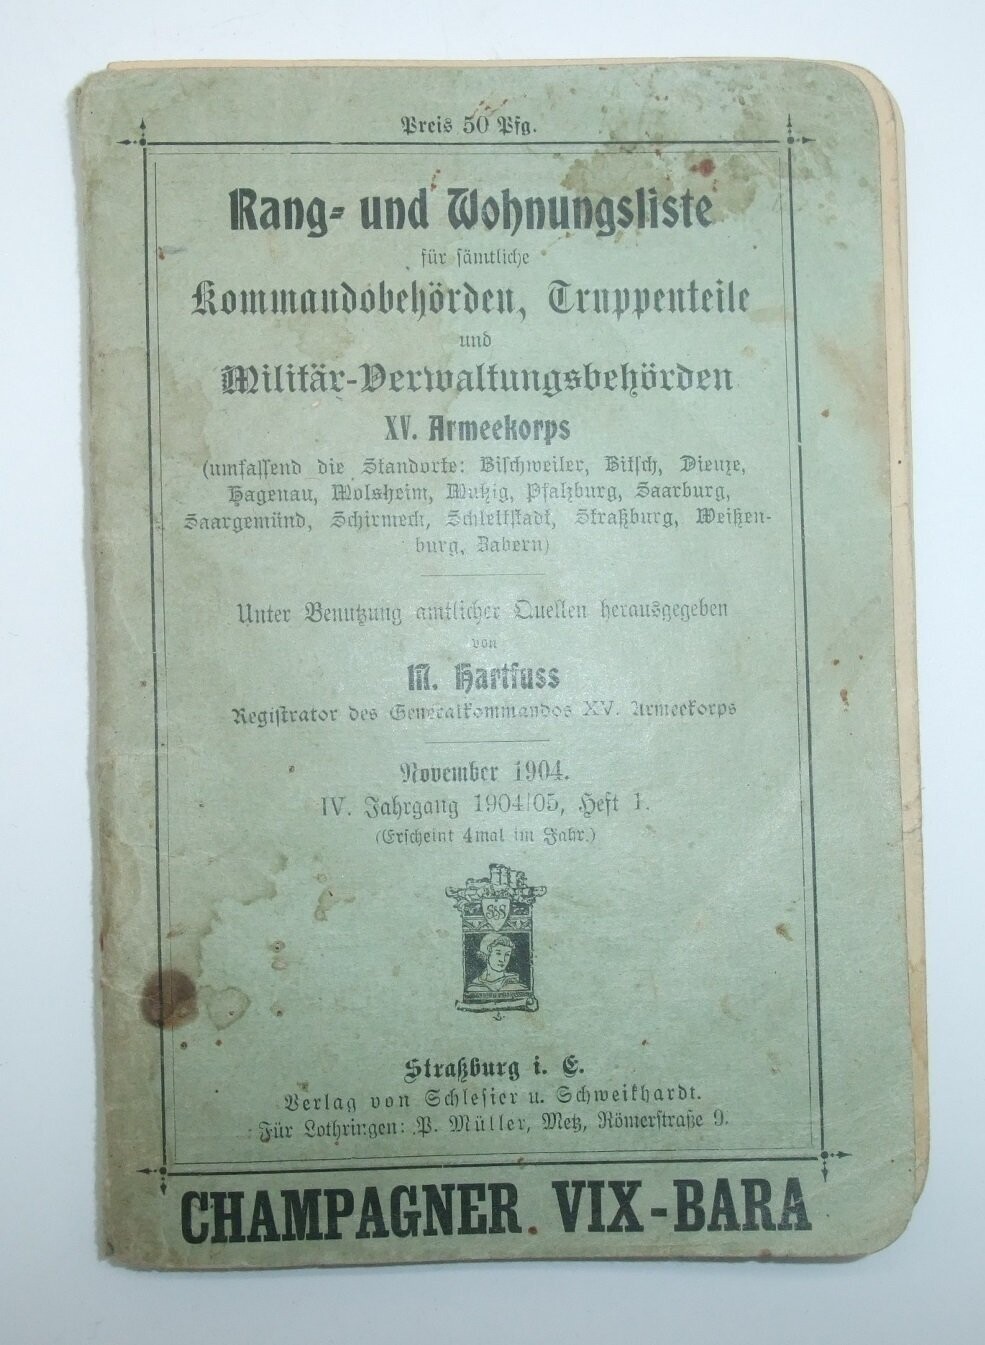 Preis 50 Pfg.
Rang- und Wohnungsliste
für sämtliche
Kommandobehörden, Truppenteile
und
Militär-Verwaltungsbehörden
XV. Armeekorps
(umfassend die Standorte: Bischweiler, Bitsch, Dieuze,
Hagenau, Molsheim, Mutzig, Pfalzburg, Saarburg,
Saargemünd, Schirmeck, Schlettstadt, Straßburg, Weißen-
burg, Zabern)
Unter Benutzung amtlicher Quellen herausgegeben
von
M. Hartfuss
Registrator des Generalkommandos XV. Armeekorps
November 1904.
IV. Jahrgang 1904/05, Heft 1.
(Erscheint 4mal im Jahr.)
S&S
Straßburg i. E.
Verlag von Schlesier u. Schweikhardt.
Für Lothringen: P. Müller, Metz, Römerstraße 9.
CHAMPAGNER VIX-BARA